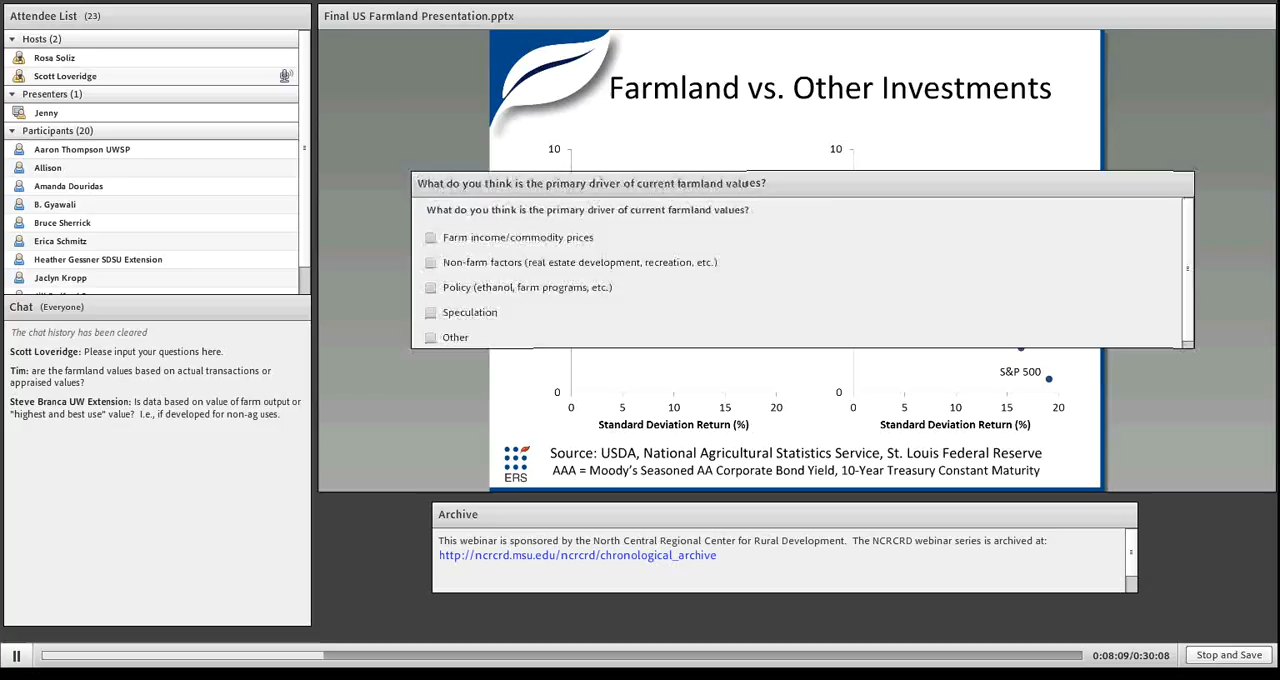 Attendee List (23)
Hosts (2)
Rosa Soliz
Scott Loveridge
Presenters (1)
Jenny
Participants (20)
Aaron Thompson UWSP
Allison
Amanda Douridas
B. Gyawali
Bruce Sherrick
Erica Schmitz
Heather Gessner SDSU Extension
Jaclyn Kropp
Chat (Everyone)
The chat history has been cleared
Scott Loveridge: Please input your questions here.
Tim: are the farmland values based on actual transactions or
appraised values?
Steve Branca UW Extension: Is data based on value of farm output or
"highest and best use" value? I.e., if developed for non-ag uses.
Final US Farmland Presentation.pptx
Farmland vs. Other Investments
10
10
What do you think is the primary driver of current farmland values?
What do you think is the primary driver of current farmland values?
Farm income/commodity prices
Non-farm factors (real estate development, recreation, etc.)
Policy (ethanol, farm programs, etc.)
Speculation
Other
S&P 500
0
0
0 5 10 15 20
0 5 10 15 20
Standard Deviation Return (%)
Standard Deviation Return (%)
ERS
Source: USDA, National Agricultural Statistics Service, St. Louis Federal Reserve
AAA = Moody's Seasoned AA Corporate Bond Yield, 10-Year Treasury Constant Maturity
Archive
This webinar is sponsored by the North Central Regional Center for Rural Development. The NCRCRD webinar series is archived at:
http://ncrcrd.msu.edu/ncrcrd/chronological_archive
0:08:09/0:30:08
Stop and Save